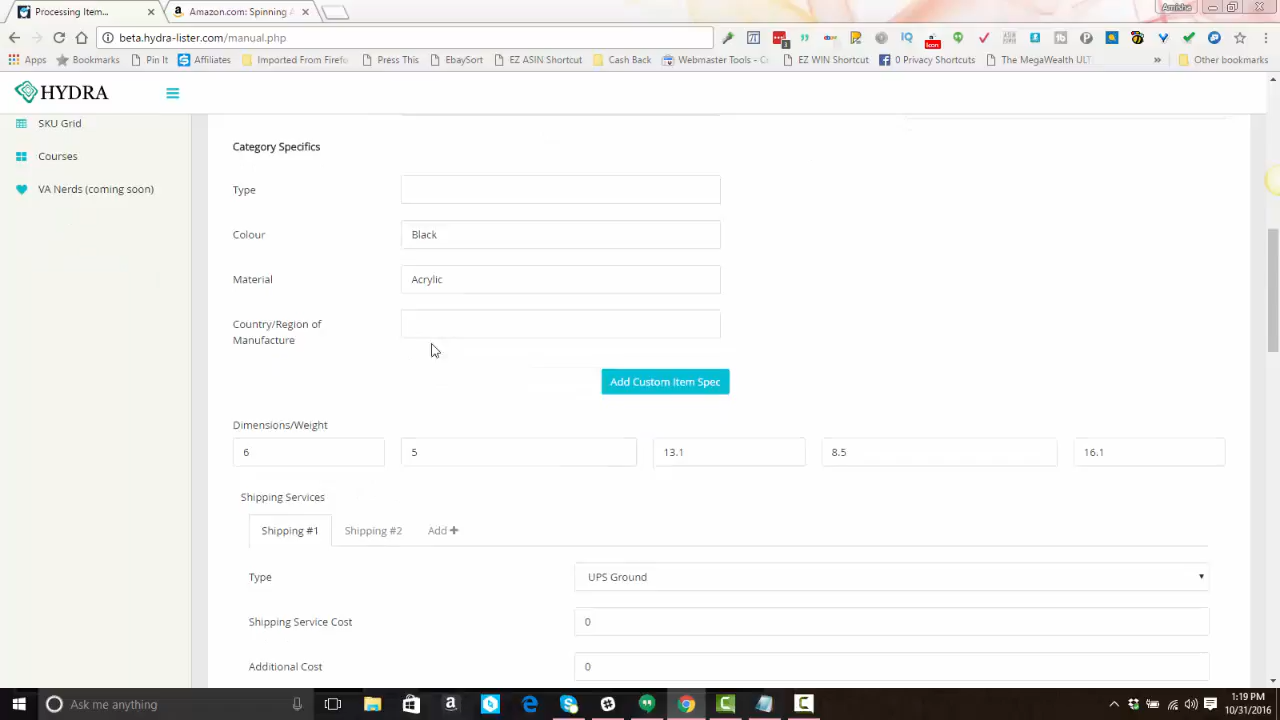 Processing Item...
Amazon.com: Spinning
Amisha
beta.hydra-lister.com/manual.php
Apps
Bookmarks
Pin It
Affiliates
Imported From Firefo
Press This
EbaySort
EZ ASIN Shortcut
Cash Back
Webmaster Tools - Co
EZ WIN Shortcut
0 Privacy Shortcuts
The MegaWealth ULT
»
Other bookmarks
HYDRA
SKU Grid
Courses
VA Nerds (coming soon)
Category Specifics
Type
Colour
Black
Material
Acrylic
Country/Region of
Manufacture
Add Custom Item Spec
Dimensions/Weight
6
5
13.1
8.5
16.1
Shipping Services
Shipping #1
Shipping #2
Add +
Type
UPS Ground
Shipping Service Cost
0
Additional Cost
0
Ask me anything
1:19 PM
10/31/2016